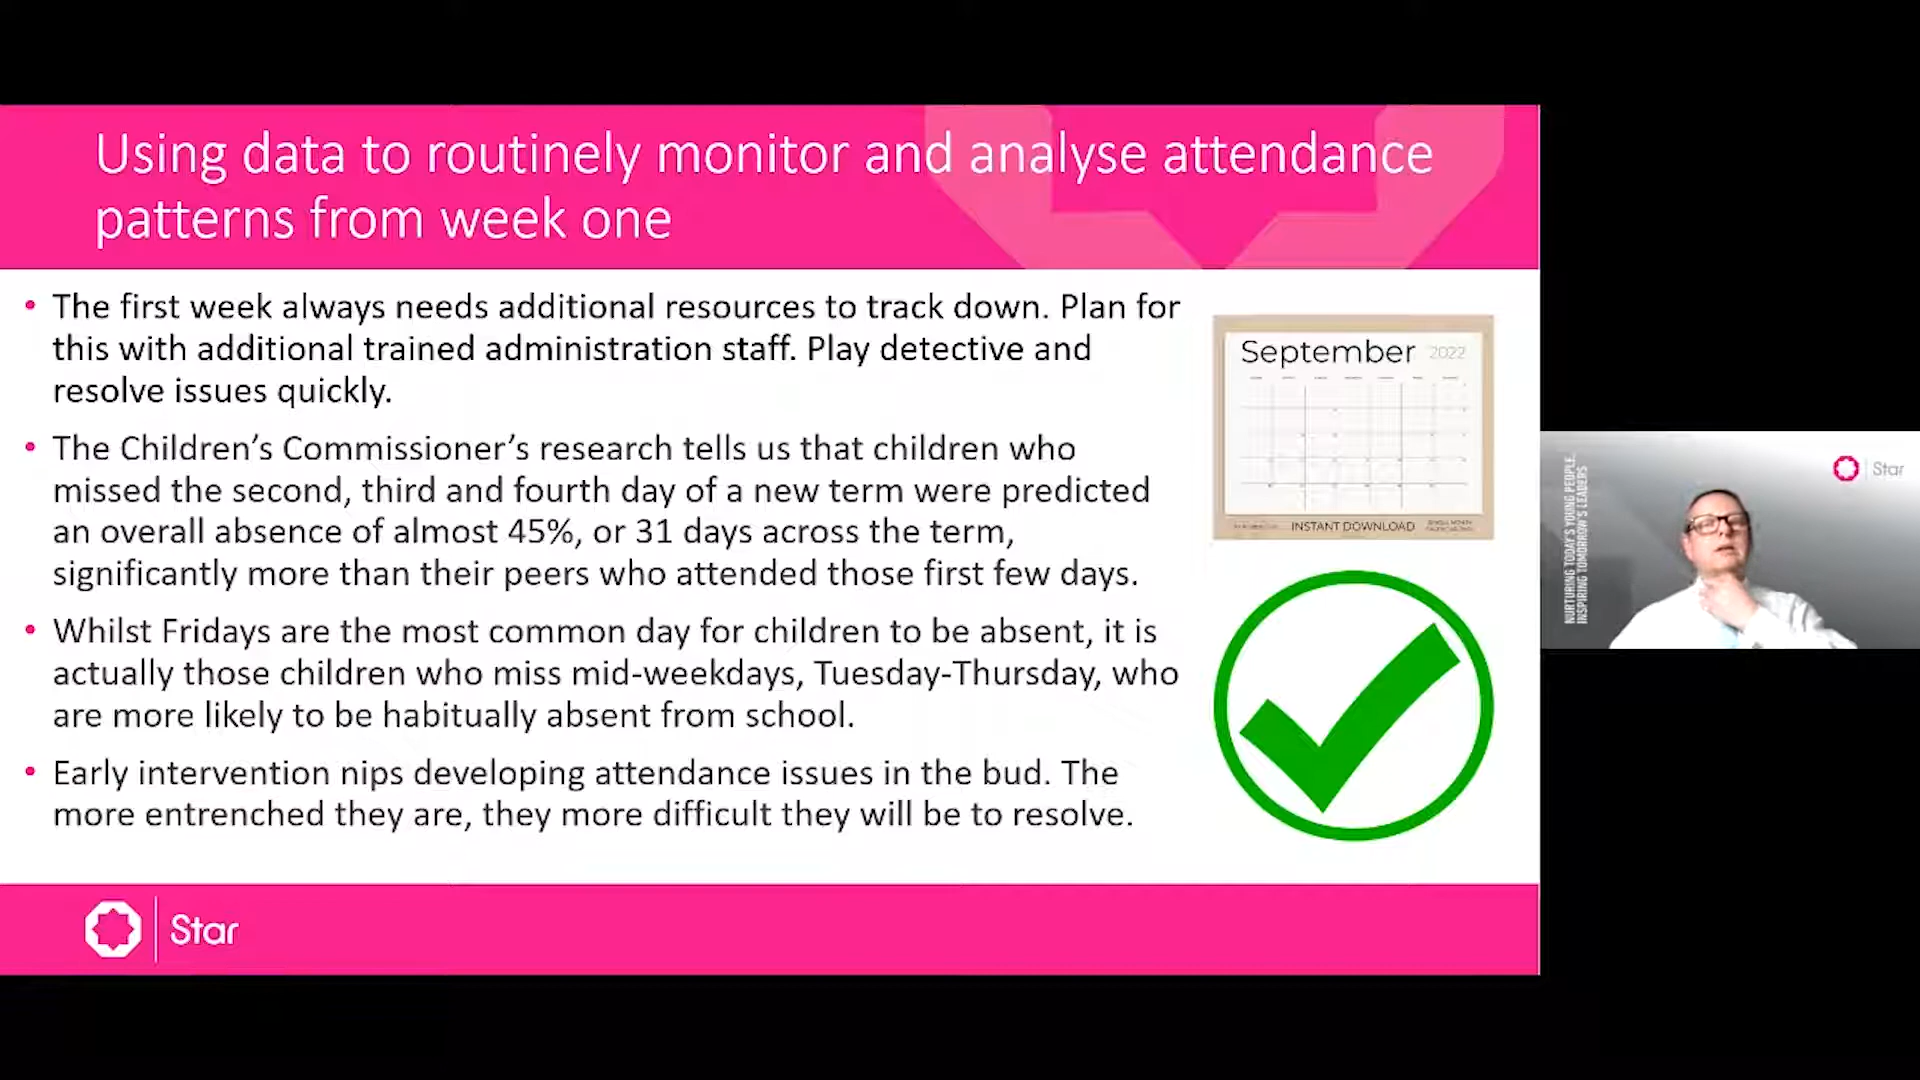 Using data to routinely monitor and analyse attendance
patterns from week one
• The first week always needs additional resources to track down. Plan for
this with additional trained administration staff. Play detective and
resolve issues quickly.
• The Children’s Commissioner’s research tells us that children who
missed the second, third and fourth day of a new term were predicted
an overall absence of almost 45%, or 31 days across the term,
significantly more than their peers who attended those first few days.
• Whilst Fridays are the most common day for children to be absent, it is
actually those children who miss mid-weekdays, Tuesday-Thursday, who
are more likely to be habitually absent from school.
• Early intervention nips developing attendance issues in the bud. The
more entrenched they are, they more difficult they will be to resolve.
September 2022
INSTANT DOWNLOAD
Star
NURTURING TODAY'S YOUNG PEOPLE,
INSPIRING TOMORROW'S LEADERS
Star